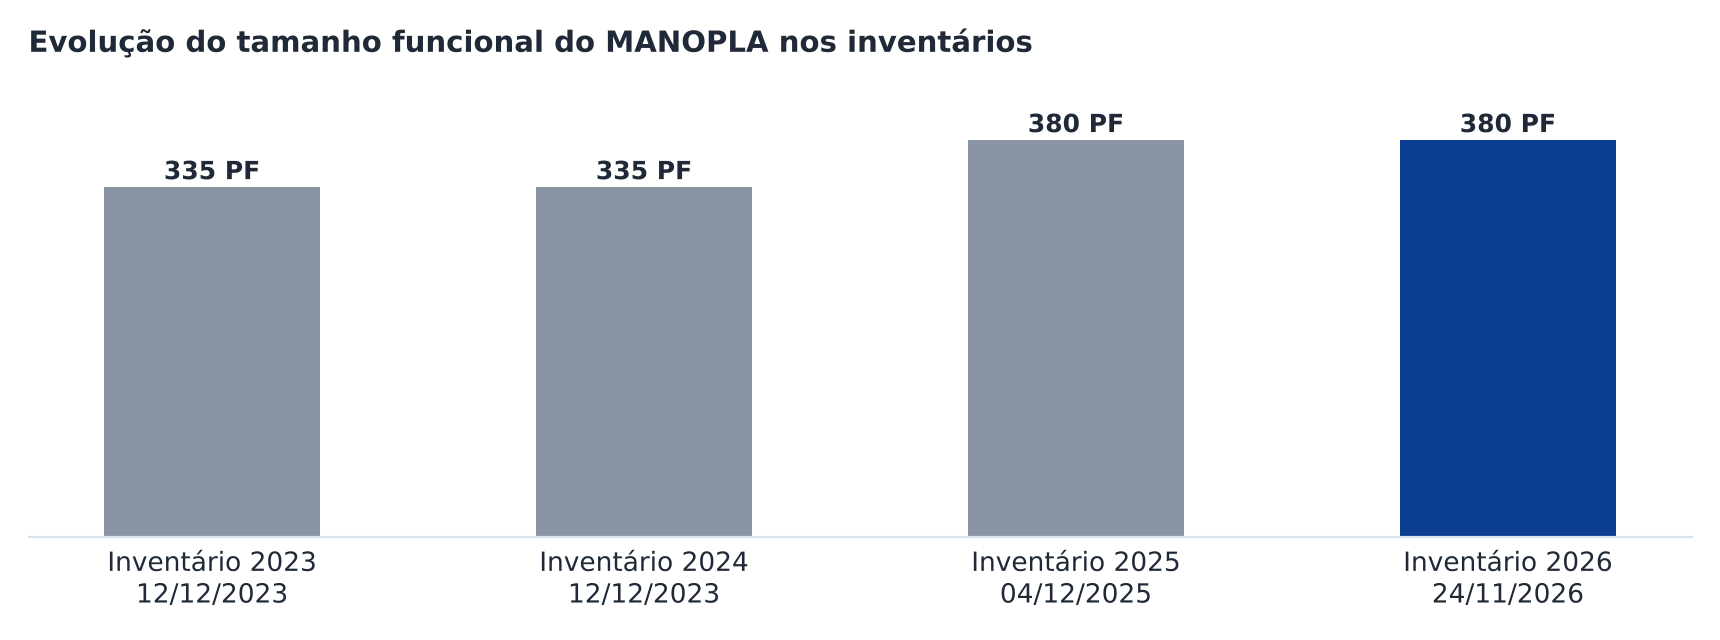 Evolução do tamanho funcional do MANOPLA nos inventários
335 PF
335 PF
380 PF
380 PF
Inventário 2023
12/12/2023
Inventário 2024
12/12/2023
Inventário 2025
04/12/2025
Inventário 2026
24/11/2026